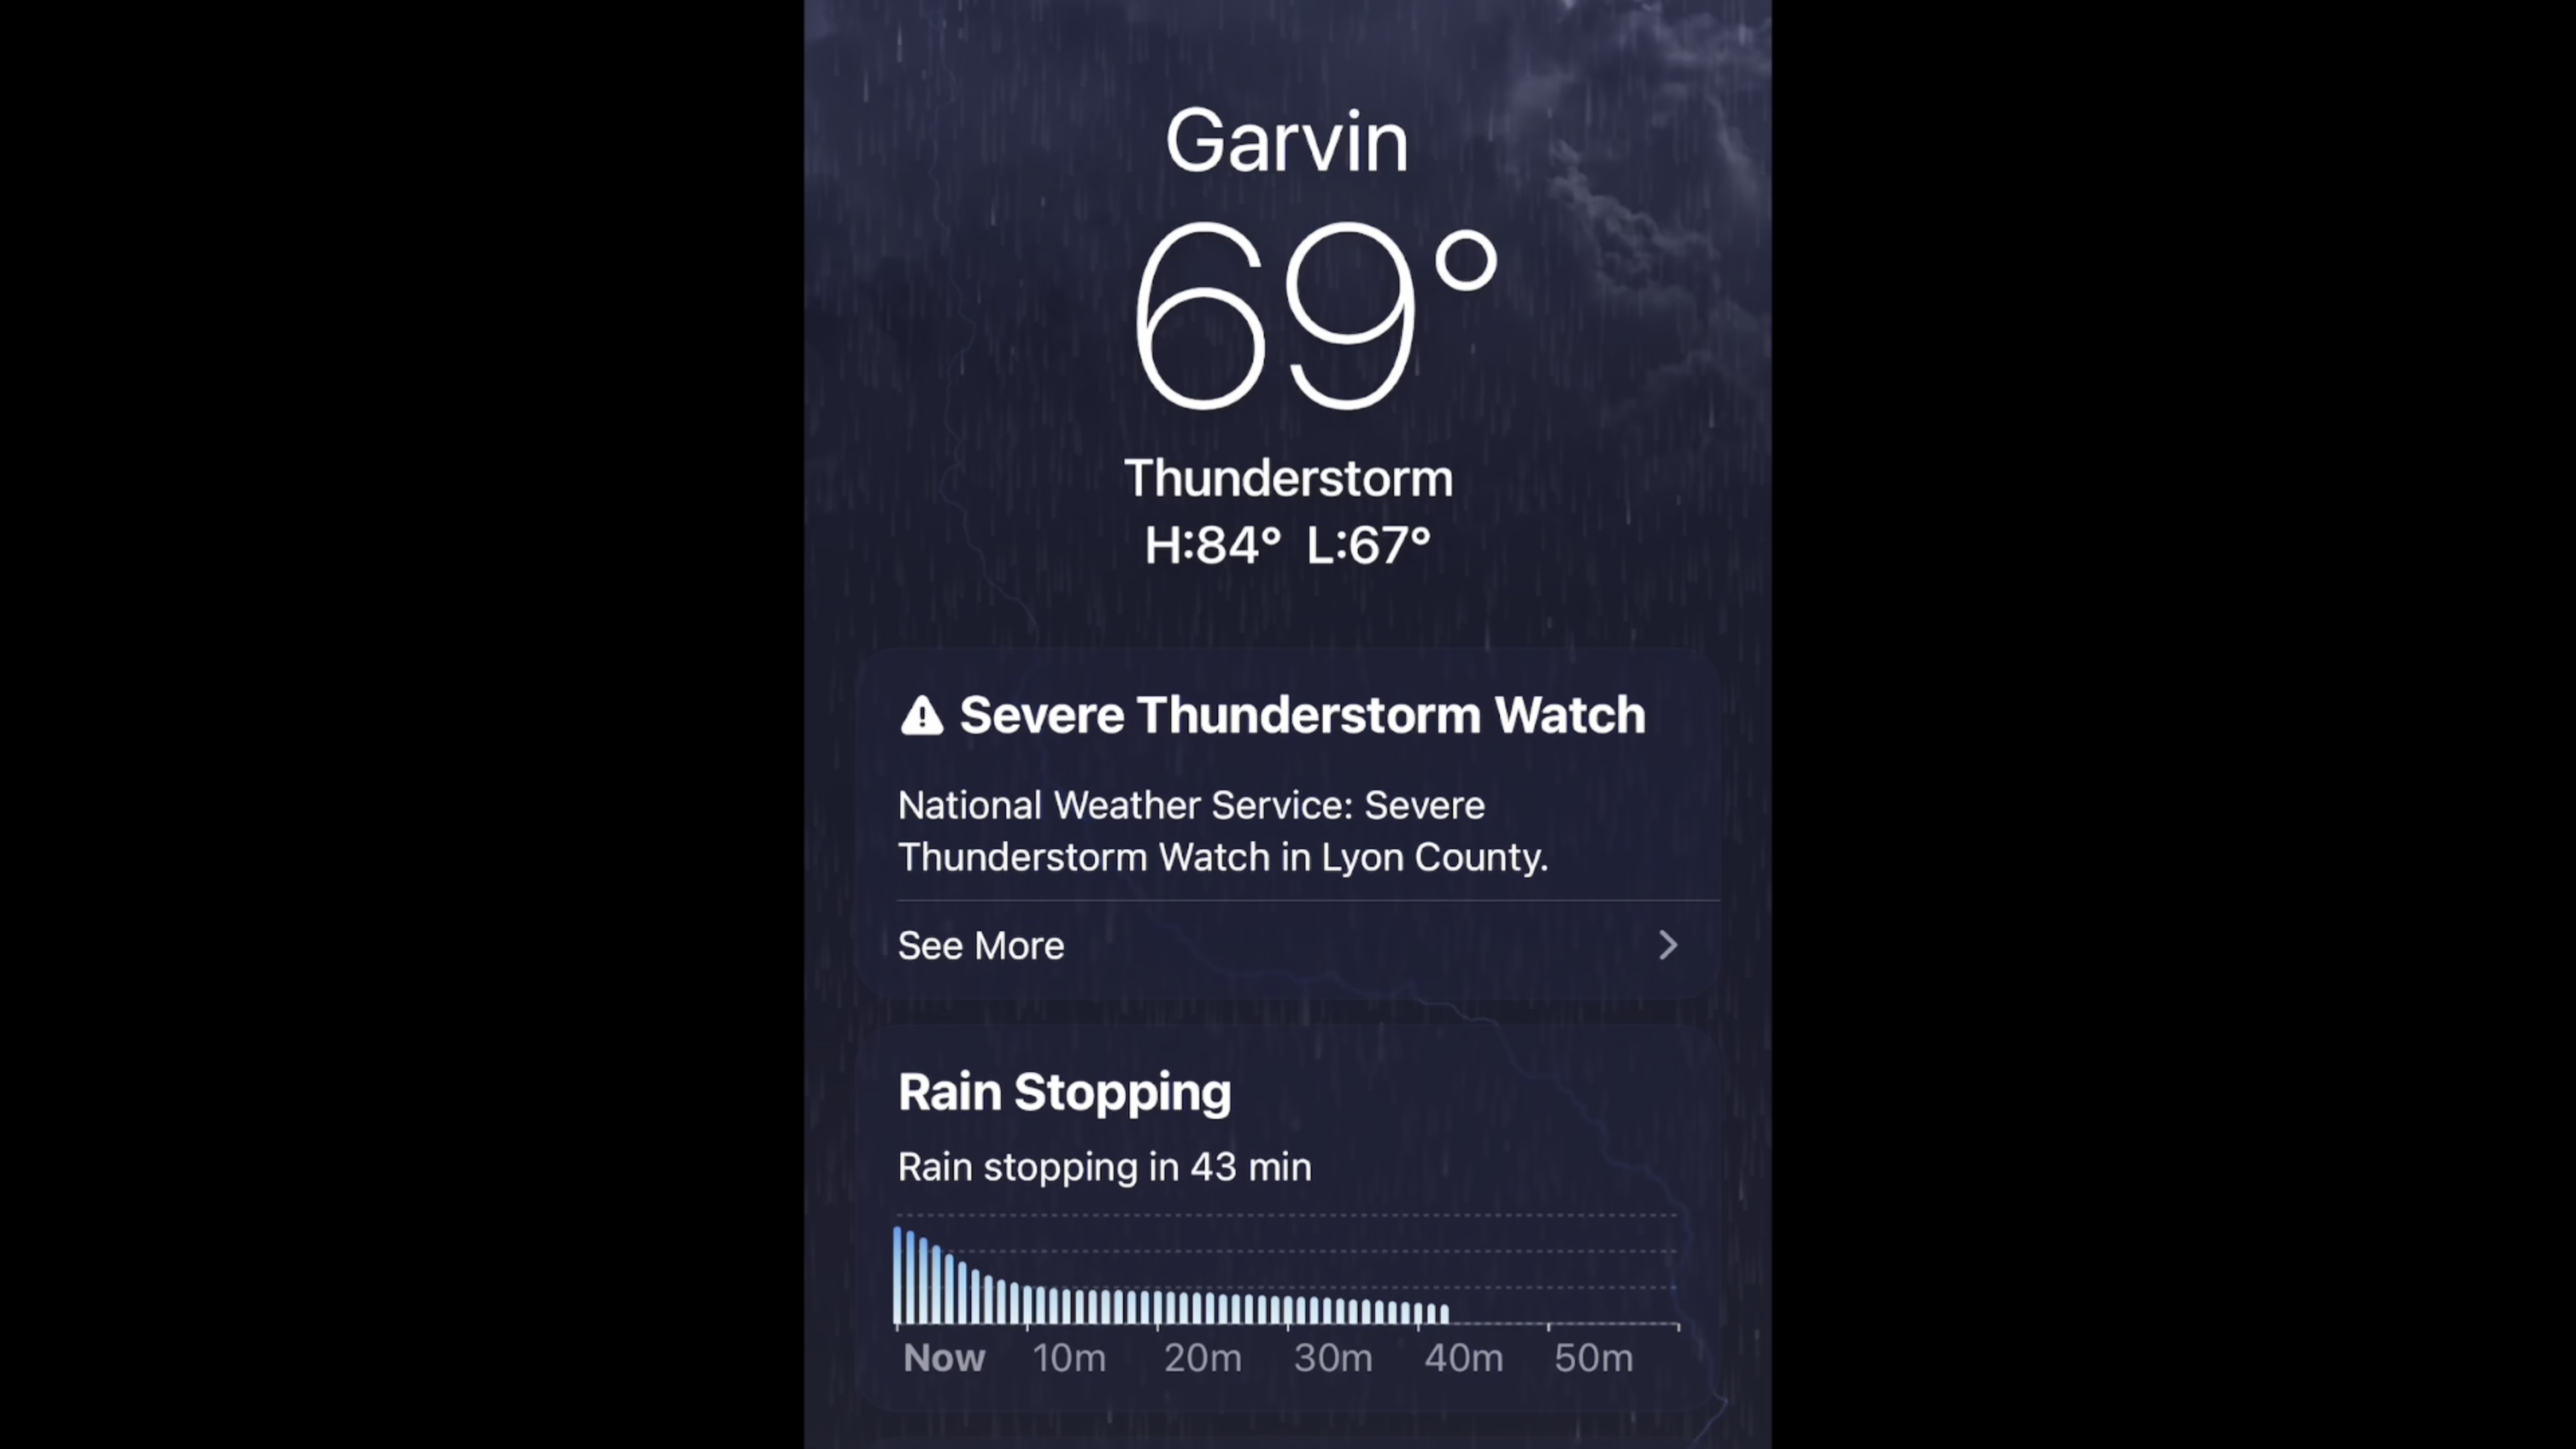 Garvin
69°
Thunderstorm
H:84° L:67°
Severe Thunderstorm Watch
National Weather Service: Severe
Thunderstorm Watch in Lyon County.
See More
Rain Stopping
Rain stopping in 43 min
Now 10m 20m 30m 40m 50m